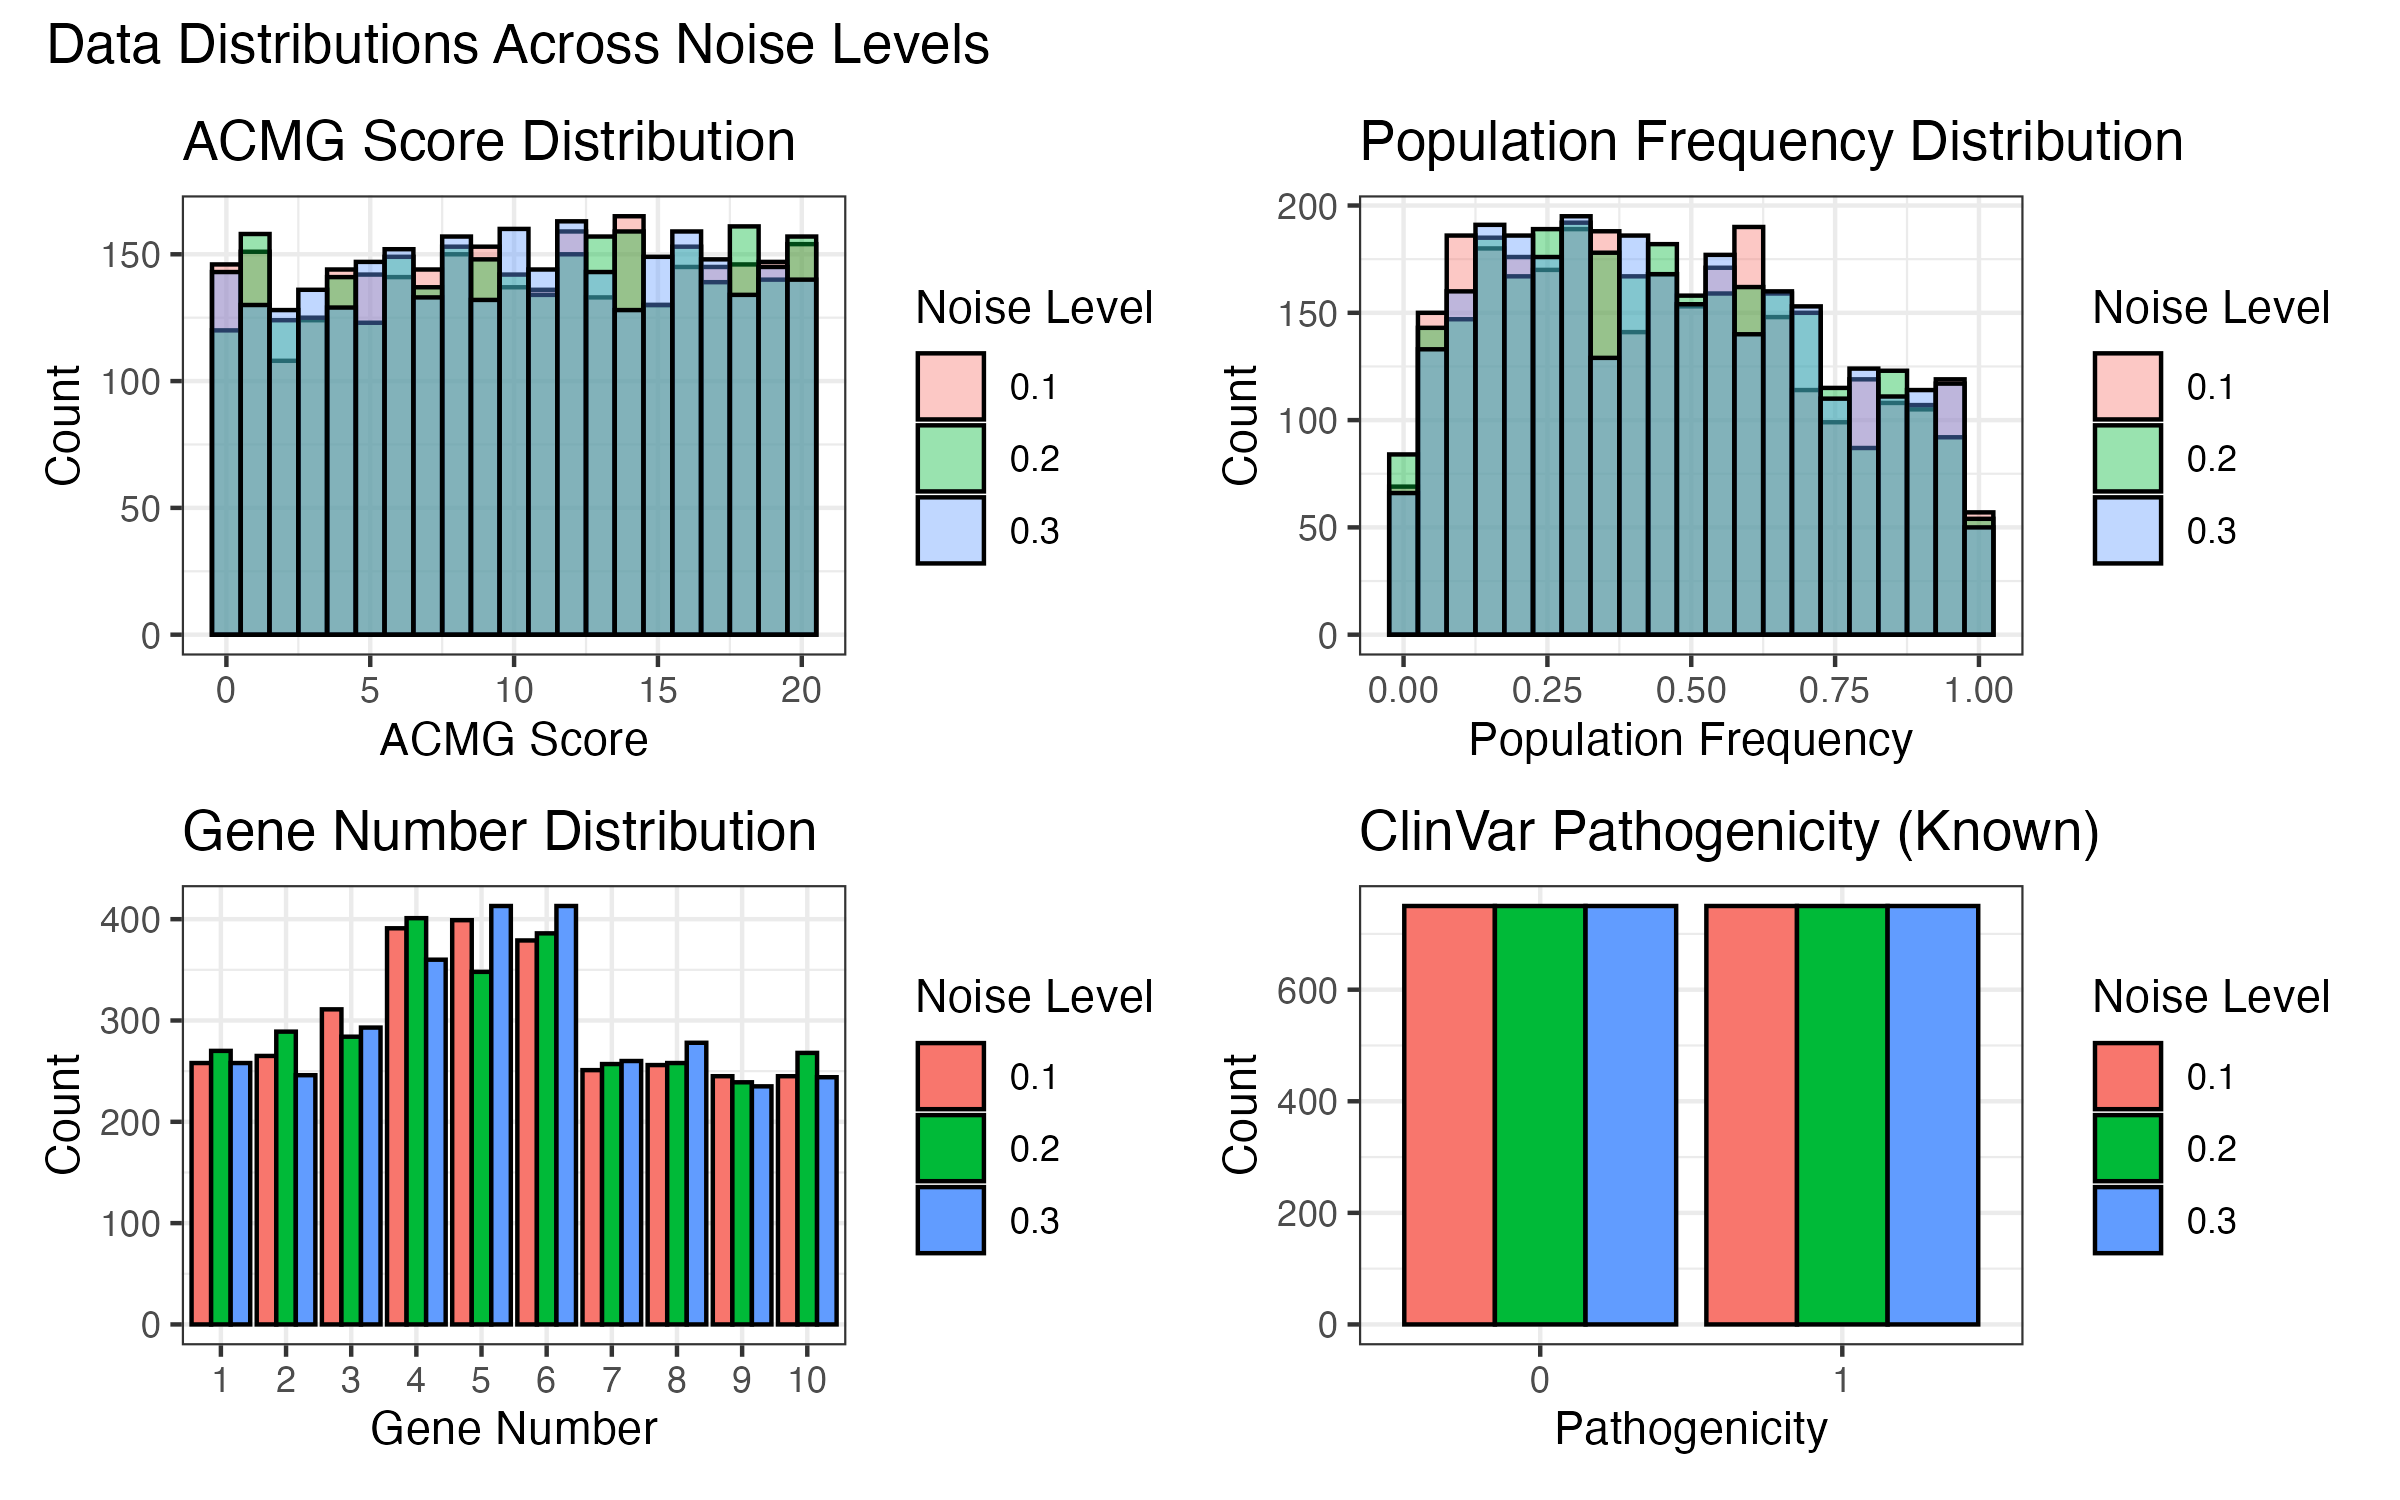 Data Distributions Across Noise Levels
ACMG Score Distribution
Count
150
100
50
0
0 5 10 15 20
ACMG Score
Noise Level
0.1
0.2
0.3
Population Frequency Distribution
Count
200
150
100
50
0
0.00 0.25 0.50 0.75 1.00
Population Frequency
Noise Level
0.1
0.2
0.3
Gene Number Distribution
Count
400
300
200
100
0
1 2 3 4 5 6 7 8 9 10
Gene Number
Noise Level
0.1
0.2
0.3
ClinVar Pathogenicity (Known)
Count
600
400
200
0
0 1
Pathogenicity
Noise Level
0.1
0.2
0.3